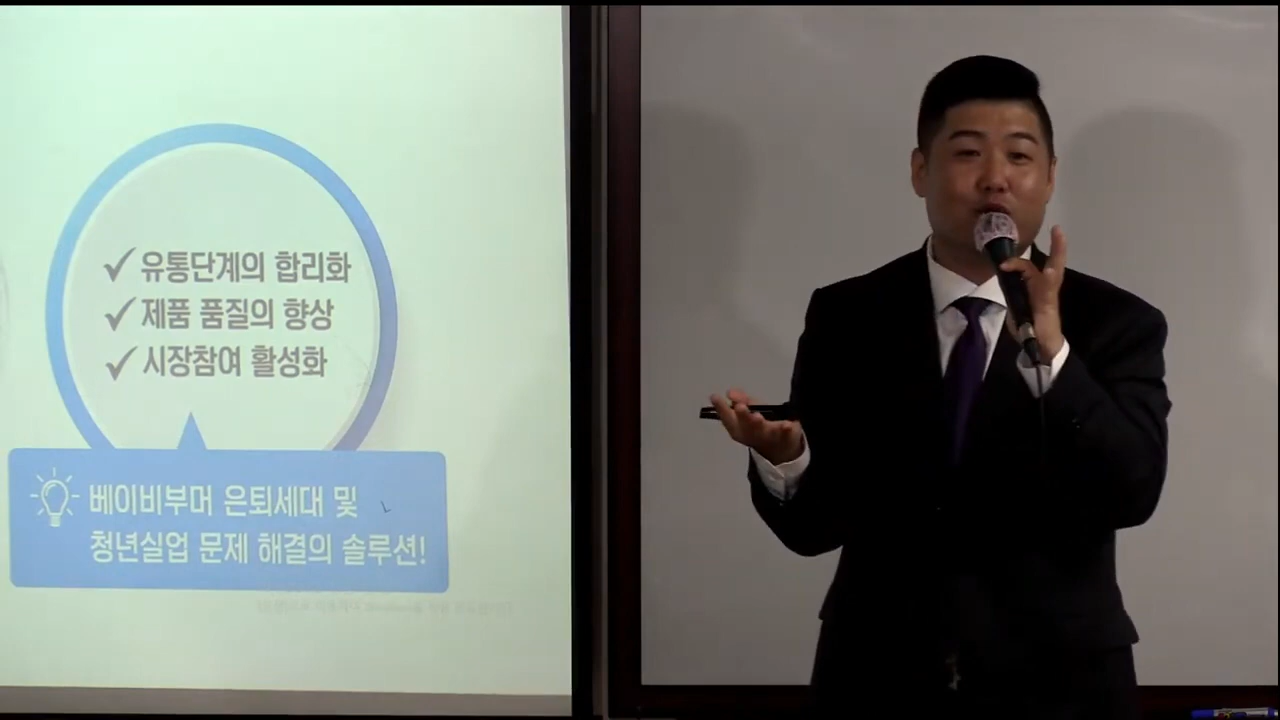 유통단계의 합리화
제품 품질의 향상
시장참여 활성화
베이비부머 은퇴세대 및
청년실업 문제 해결의 솔루션!